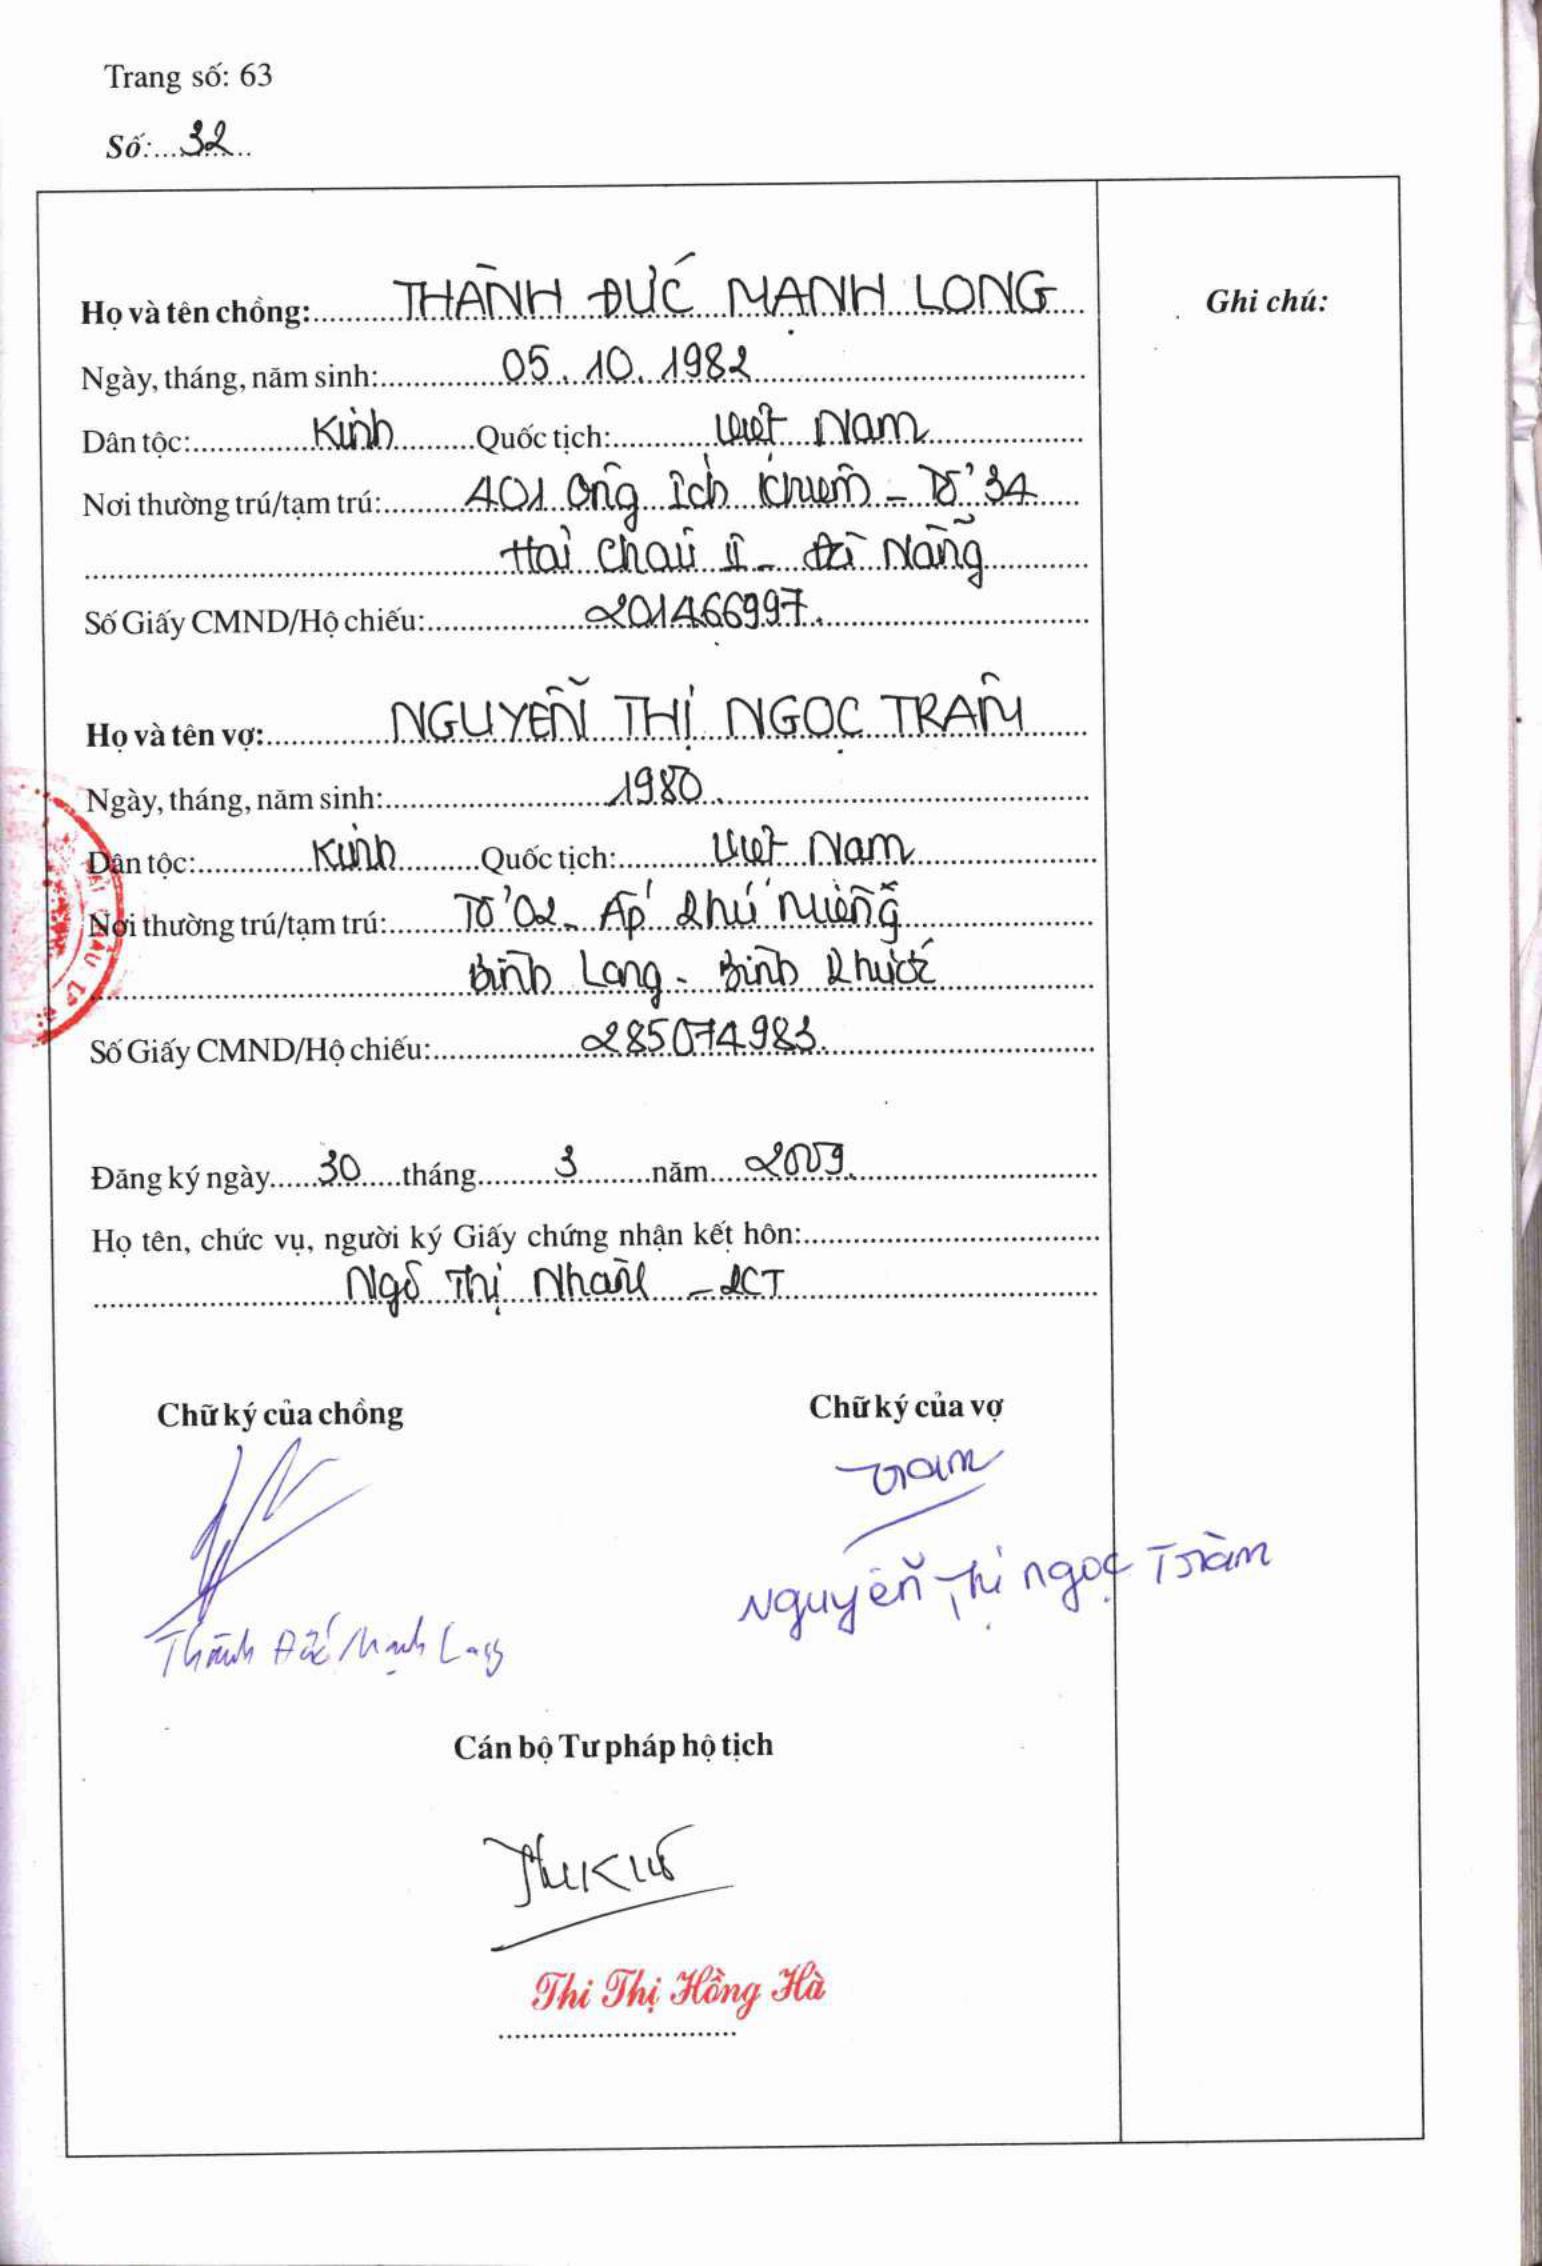 Trang số: 63
Số: 32
Họ và tên chồng: THÀNH ĐỨC MẠNH LONG
Ghi chú:
Ngày, tháng, năm sinh: 05.10.1982
Dân tộc: Kinh Quốc tịch: Việt Nam
Nơi thường trú/tạm trú: 401 Ông Ích Khiêm - Tổ 34
Hải Châu II - Đà Nẵng
Số Giấy CMND/Hộ chiếu: 201466997
Họ và tên vợ: NGUYỄN THỊ NGỌC TRÂM
Ngày, tháng, năm sinh: 1980
Dân tộc: Kinh Quốc tịch: Việt Nam
Nơi thường trú/tạm trú: Tổ 02 - Ấp Phú Miêng
Bình Long - Bình Phước
Số Giấy CMND/Hộ chiếu: 285074983
Đăng ký ngày 30 tháng 3 năm 2009
Họ tên, chức vụ, người ký Giấy chứng nhận kết hôn:
Ngô Thị Nhạn - PCT
Chữ ký của chồng
Chữ ký của vợ
Trâm
Nguyễn Thị Ngọc Trâm
Thành Đức Mạnh Long
Cán bộ Tư pháp hộ tịch
Thi Thị Hồng Hà